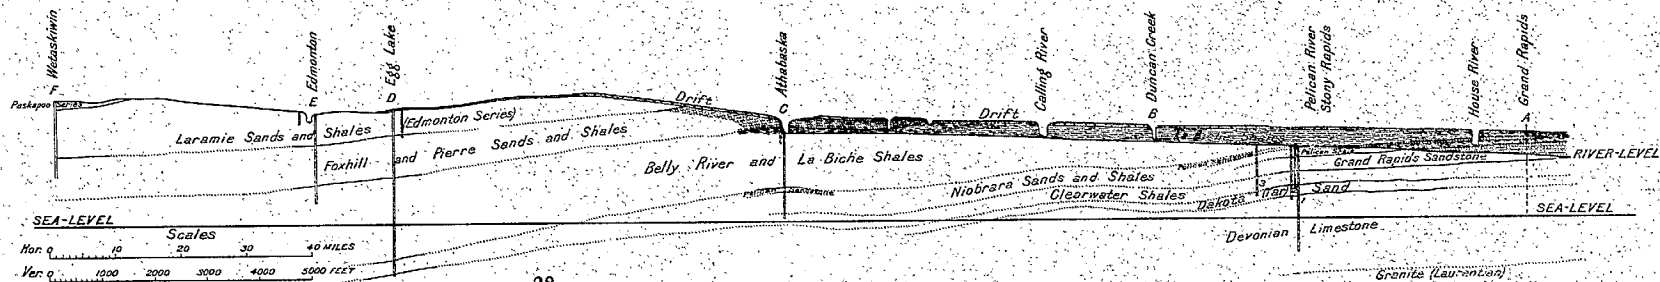 Wetaskiwin
F
Edmonton
E
Egg Lake
D
Athabaska
C
Calling River
Duncan Creek
B
Pelican River
Stony Rapids
House River
Grand Rapids
A
Paskapoo Series
Drift
Drift
Laramie Sands and Shales
(Edmonton Series)
Foxhill and Pierre Sands and Shales
Belly River and La Biche Shales
Pelican Sandstone
Pelican Sandstone
Grand Rapids Sandstone
RIVER-LEVEL
Niobrara Sands and Shales
Clearwater Shales
Dakota Tar Sand
SEA-LEVEL
SEA-LEVEL
Devonian Limestone
Granite (Laurentian)
Scales
Hor. 0 10 20 30 40 MILES
Ver. 0 1000 2000 3000 4000 5000 FEET